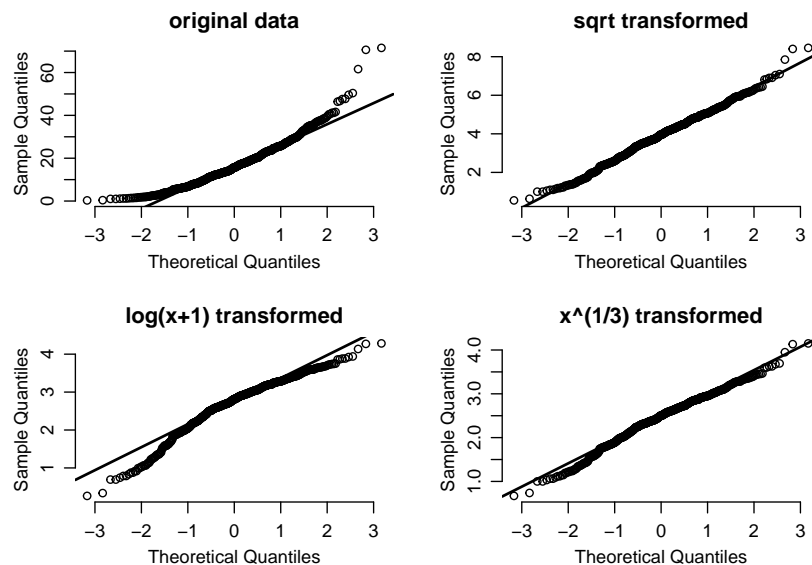 original data
Sample Quantiles
0 20 40 60
−3 −2 −1 0 1 2 3
Theoretical Quantiles
sqrt transformed
Sample Quantiles
2 4 6 8
−3 −2 −1 0 1 2 3
Theoretical Quantiles
log(x+1) transformed
Sample Quantiles
1 2 3 4
−3 −2 −1 0 1 2 3
Theoretical Quantiles
x^(1/3) transformed
Sample Quantiles
1.0 2.0 3.0 4.0
−3 −2 −1 0 1 2 3
Theoretical Quantiles